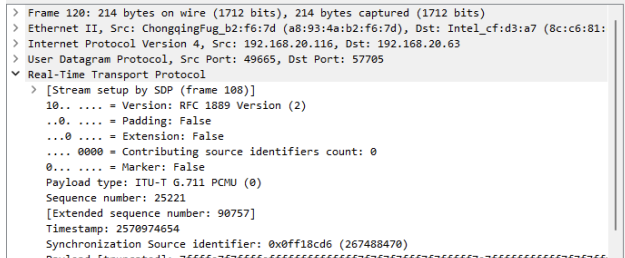 > Frame 120: 214 bytes on wire (1712 bits), 214 bytes captured (1712 bits)
> Ethernet II, Src: ChongqingFug_b2:f6:7d (a8:93:4a:b2:f6:7d), Dst: Intel_cf:d3:a7 (8c:c6:81:
> Internet Protocol Version 4, Src: 192.168.20.116, Dst: 192.168.20.63
> User Datagram Protocol, Src Port: 49665, Dst Port: 57705
Real-Time Transport Protocol
> [Stream setup by SDP (frame 108)]
10.. .... = Version: RFC 1889 Version (2)
..0. .... = Padding: False
...0 .... = Extension: False
.... 0000 = Contributing source identifiers count: 0
0... .... = Marker: False
Payload type: ITU-T G.711 PCMU (0)
Sequence number: 25221
[Extended sequence number: 90757]
Timestamp: 2570974654
Synchronization Source identifier: 0x0ff18cd6 (267488470)
Payload [truncated]: